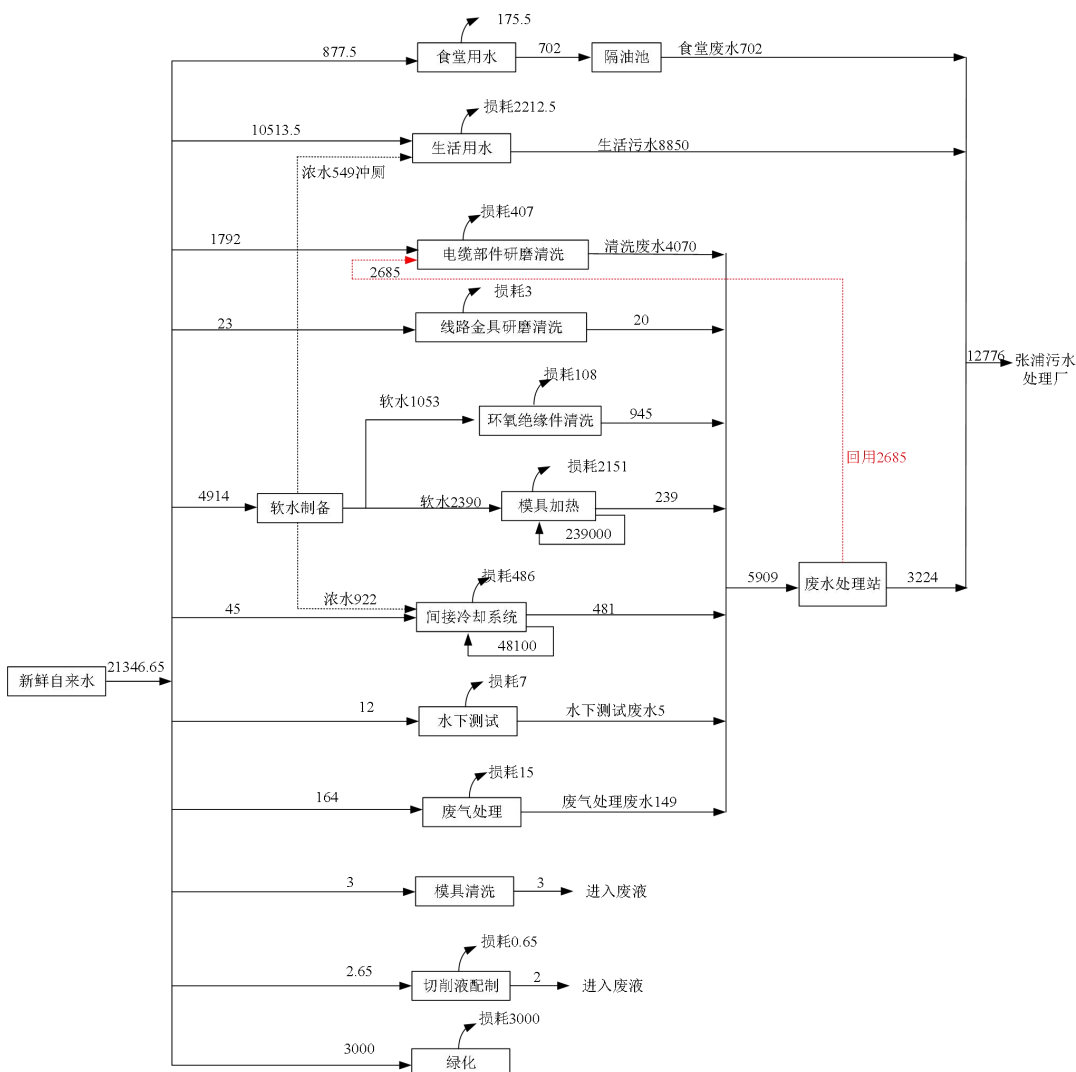 175.5
877.5
食堂用水
702
隔油池
食堂废水702
损耗2212.5
10513.5
生活用水
生活污水8850
浓水549冲厕
损耗407
1792
电缆部件研磨清洗
清洗废水4070
2685
损耗3
23
线路金具研磨清洗
20
12776
张浦污水
处理厂
损耗108
软水1053
环氧绝缘件清洗
945
回用2685
损耗2151
4914
软水制备
软水2390
模具加热
239
239000
损耗486
浓水922
45
间接冷却系统
481
48100
5909
废水处理站
3224
新鲜自来水
21346.65
损耗7
12
水下测试
水下测试废水5
损耗15
164
废气处理
废气处理废水149
3
模具清洗
3
进入废液
损耗0.65
2.65
切削液配制
2
进入废液
损耗3000
3000
绿化